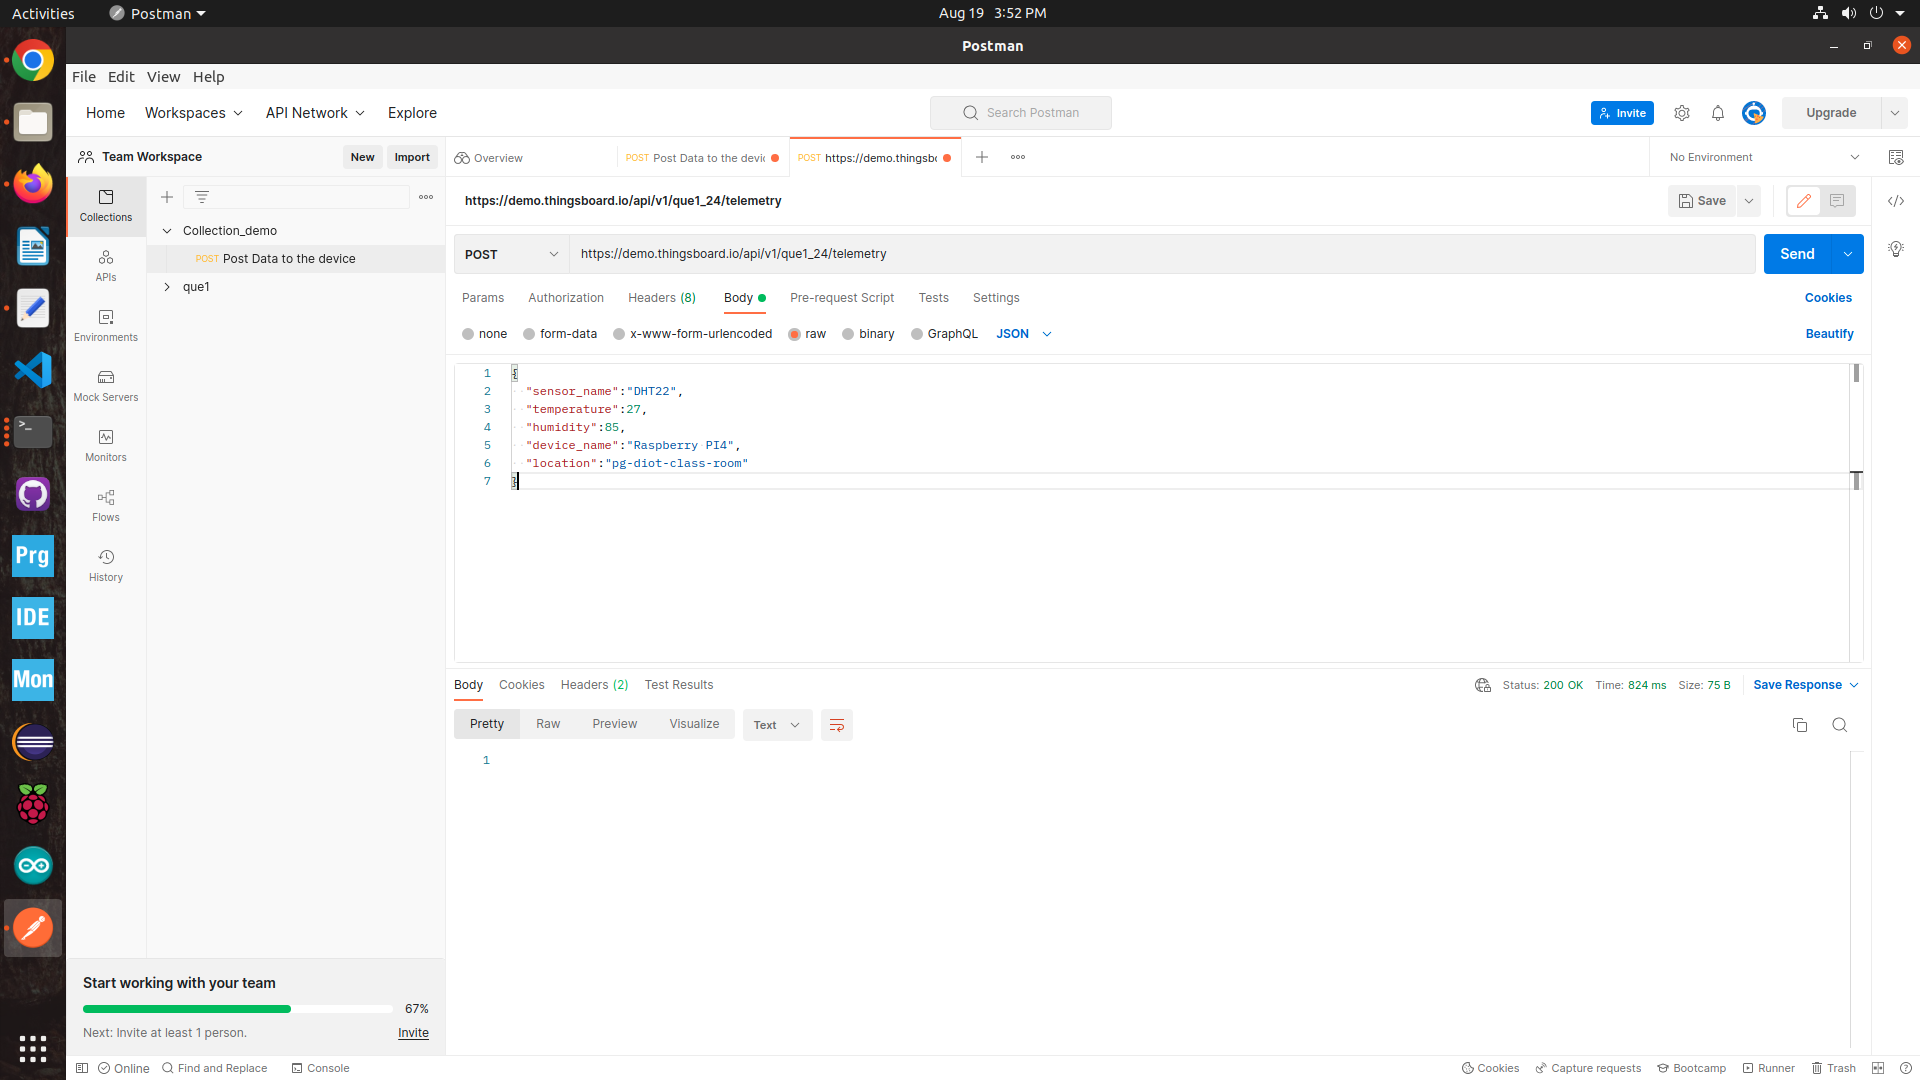 Activities
Postman
Aug 19 3:52 PM
Postman
File Edit View Help
Home
Workspaces
API Network
Explore
Search Postman
Invite
Upgrade
Team Workspace
New
Import
Overview
POST Post Data to the devic
POST https://demo.thingsbo
No Environment
Collections
APIs
Environments
Mock Servers
Monitors
Flows
History
Collection_demo
POST Post Data to the device
que1
https://demo.thingsboard.io/api/v1/que1_24/telemetry
Save
POST
https://demo.thingsboard.io/api/v1/que1_24/telemetry
Send
Params
Authorization
Headers (8)
Body
Pre-request Script
Tests
Settings
Cookies
none
form-data
x-www-form-urlencoded
raw
binary
GraphQL
JSON
Beautify
1 {
2 "sensor_name":"DHT22",
3 "temperature":27,
4 "humidity":85,
5 "device_name":"Raspberry PI4",
6 "location":"pg-diot-class-room"
7 }
Body
Cookies
Headers (2)
Test Results
Status: 200 OK
Time: 824 ms
Size: 75 B
Save Response
Pretty
Raw
Preview
Visualize
Text
1
Prg
IDE
Mon
Start working with your team
67%
Next: Invite at least 1 person.
Invite
Online
Find and Replace
Console
Cookies
Capture requests
Bootcamp
Runner
Trash